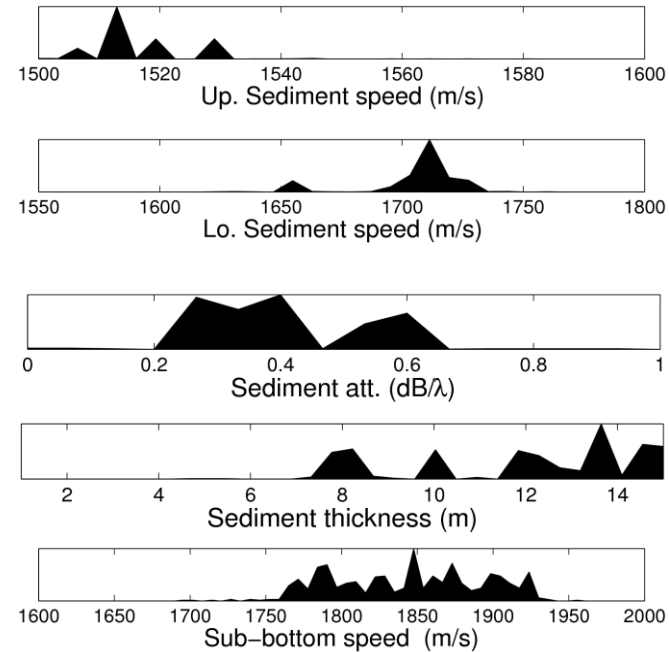 1500 1520 1540 1560 1580 1600
Up. Sediment speed (m/s)
1550 1600 1650 1700 1750 1800
Lo. Sediment speed (m/s)
0 0.2 0.4 0.6 0.8 1
Sediment att. (dB/λ)
2 4 6 8 10 12 14
Sediment thickness (m)
1600 1650 1700 1750 1800 1850 1900 1950 2000
Sub−bottom speed (m/s)